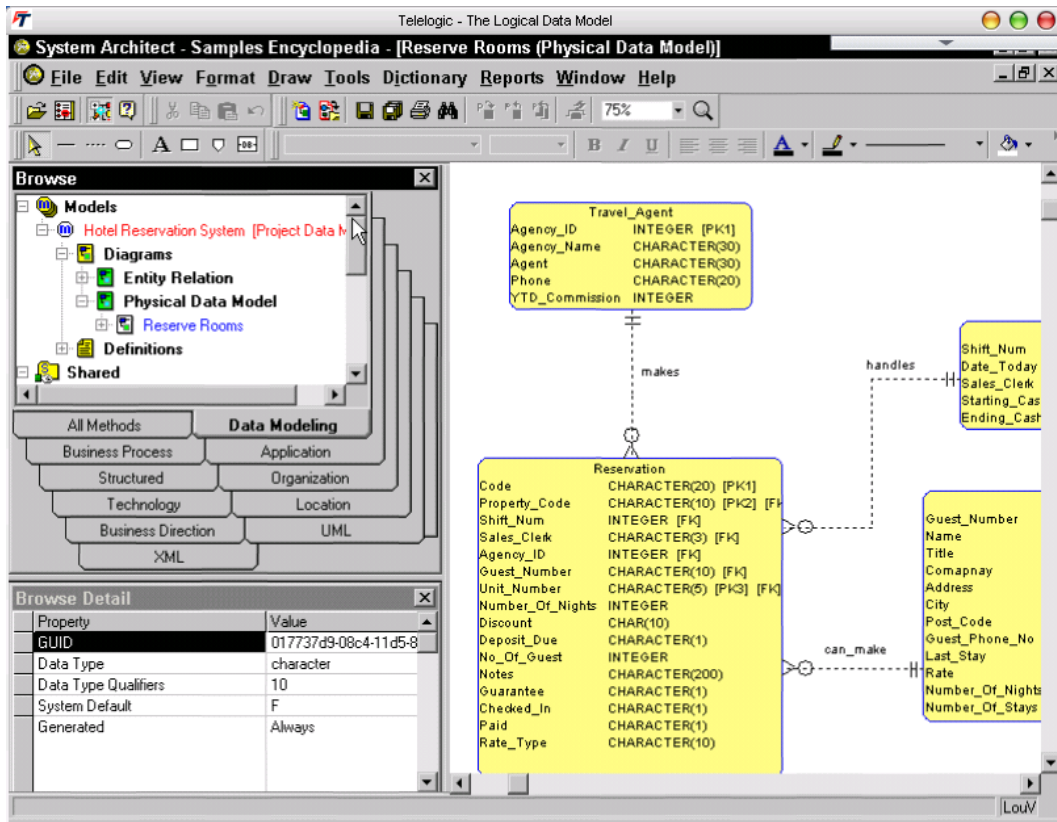 Telelogic - The Logical Data Model
System Architect - Samples Encyclopedia - [Reserve Rooms (Physical Data Model)]
File Edit View Format Draw Tools Dictionary Reports Window Help
75%
A
B I U
A
Browse
Models
Hotel Reservation System [Project Data M
Diagrams
Entity Relation
Physical Data Model
Reserve Rooms
Definitions
Shared
All Methods Data Modeling
Business Process Application
Structured Organization
Technology Location
Business Direction UML
XML
Browse Detail
Property Value
GUID 017737d9-08c4-11d5-8
Data Type character
Data Type Qualifiers 10
System Default F
Generated Always
Travel_Agent
Agency_ID INTEGER [PK1]
Agency_Name CHARACTER(30)
Agent CHARACTER(30)
Phone CHARACTER(20)
YTD_Commission INTEGER
makes
handles
Shift_Num
Date_Today
Sales_Clerk
Starting_Cas
Ending_Cash
Reservation
Code CHARACTER(20) [PK1]
Property_Code CHARACTER(10) [PK2] [FK
Shift_Num INTEGER [FK]
Sales_Clerk CHARACTER(3) [FK]
Agency_ID INTEGER [FK]
Guest_Number CHARACTER(10) [FK]
Unit_Number CHARACTER(5) [PK3] [FK]
Number_Of_Nights INTEGER
Discount CHAR(10)
Deposit_Due CHARACTER(1)
No_Of_Guest INTEGER
Notes CHARACTER(200)
Guarantee CHARACTER(1)
Checked_In CHARACTER(1)
Paid CHARACTER(1)
Rate_Type CHARACTER(10)
can_make
Guest_Number
Name
Title
Comapnay
Address
City
Post_Code
Guest_Phone_No
Last_Stay
Rate
Number_Of_Nights
Number_Of_Stays
LouV